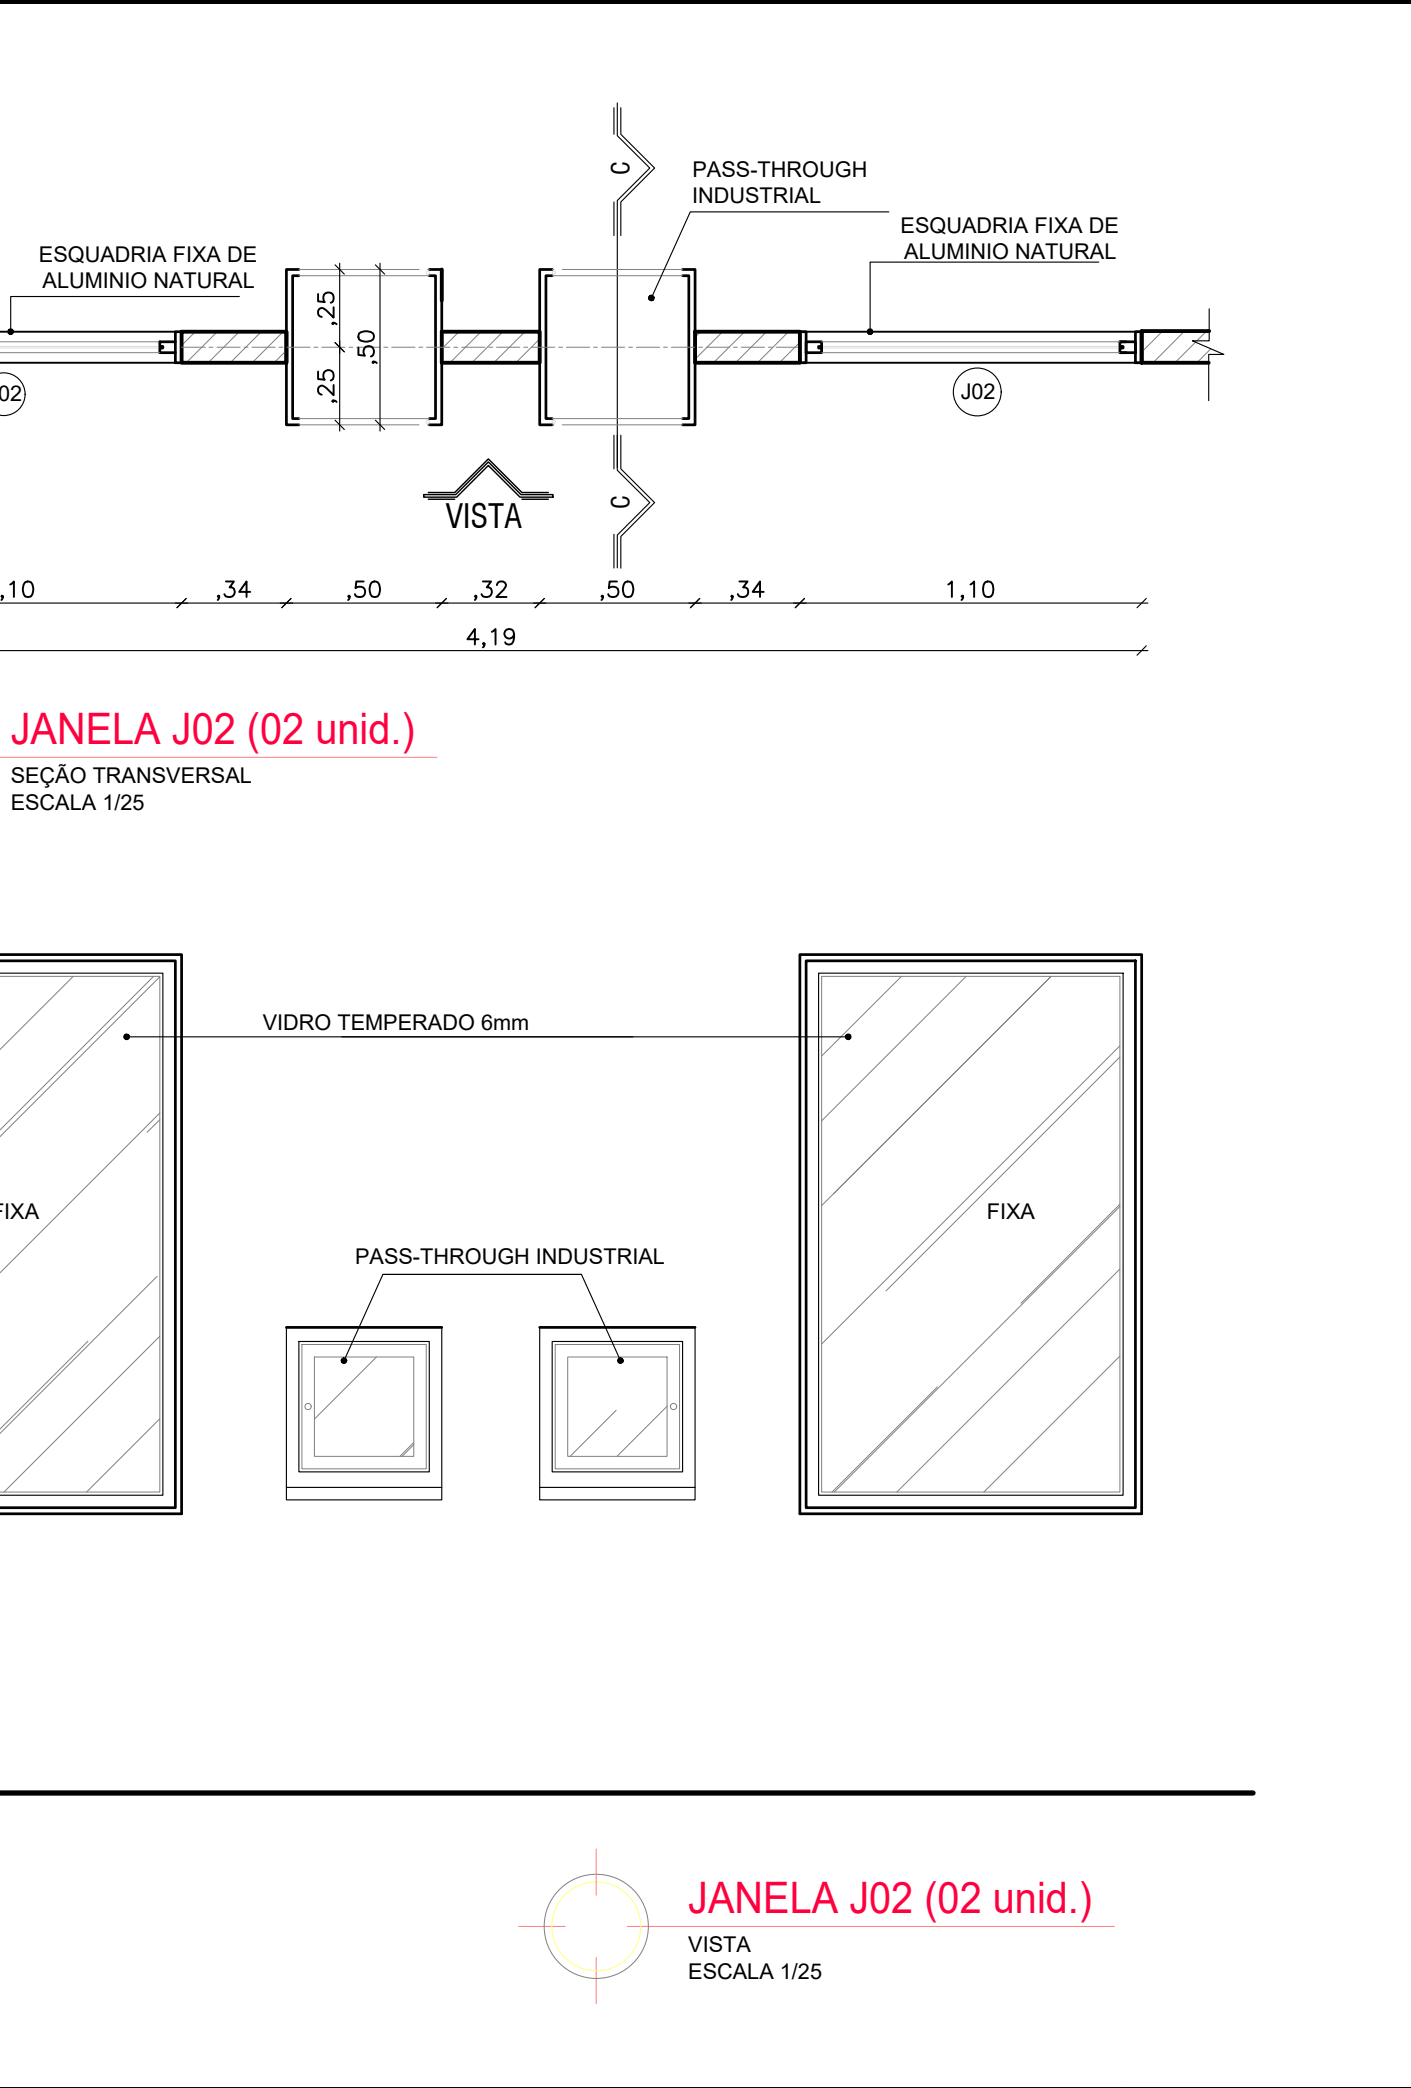 C
PASS-THROUGH
INDUSTRIAL
ESQUADRIA FIXA DE
ALUMINIO NATURAL
ESQUADRIA FIXA DE
ALUMINIO NATURAL
,25
,50
,25
02
J02
C
VISTA
,10 ,34 ,50 ,32 ,50 ,34 1,10
4,19
JANELA J02 (02 unid.)
SEÇÃO TRANSVERSAL
ESCALA 1/25
VIDRO TEMPERADO 6mm
FIXA
FIXA
PASS-THROUGH INDUSTRIAL
JANELA J02 (02 unid.)
VISTA
ESCALA 1/25